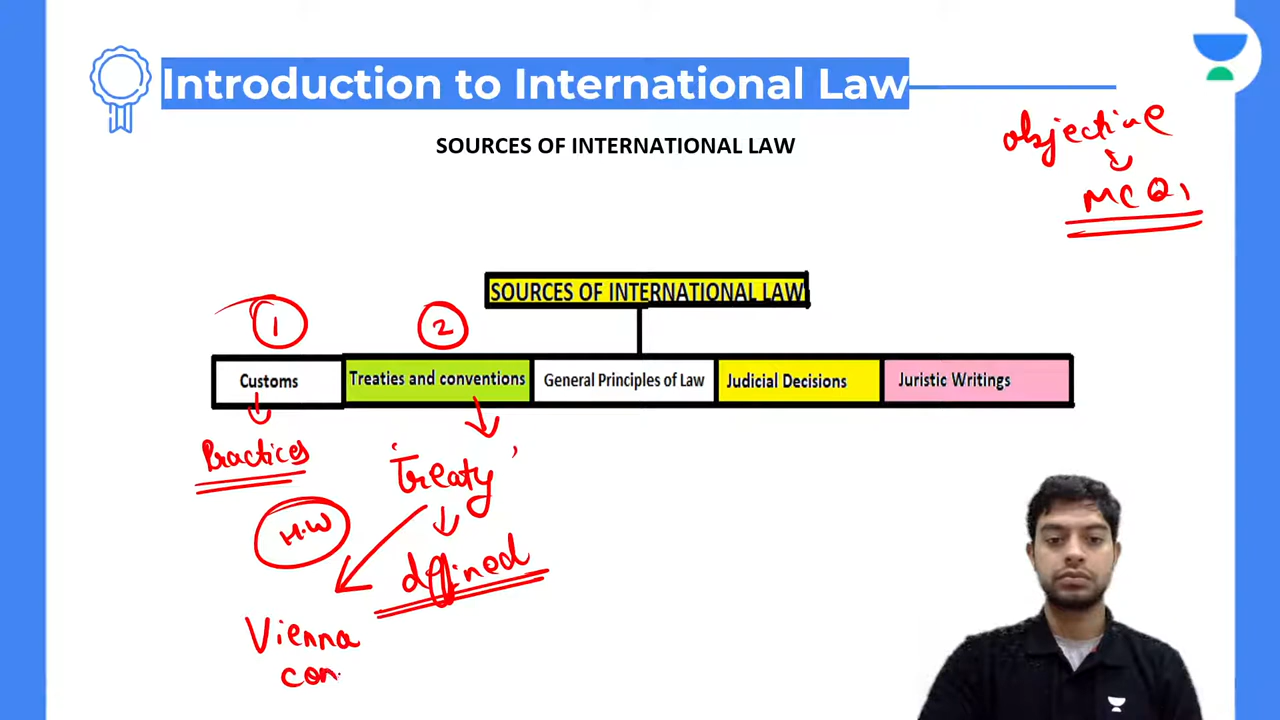 Introduction to International Law
SOURCES OF INTERNATIONAL LAW
objective
MCQs
SOURCES OF INTERNATIONAL LAW
1
2
Customs
Treaties and conventions
General Principles of Law
Judicial Decisions
Juristic Writings
Practices
'Treaty'
H.W
defined
Vienna
con.